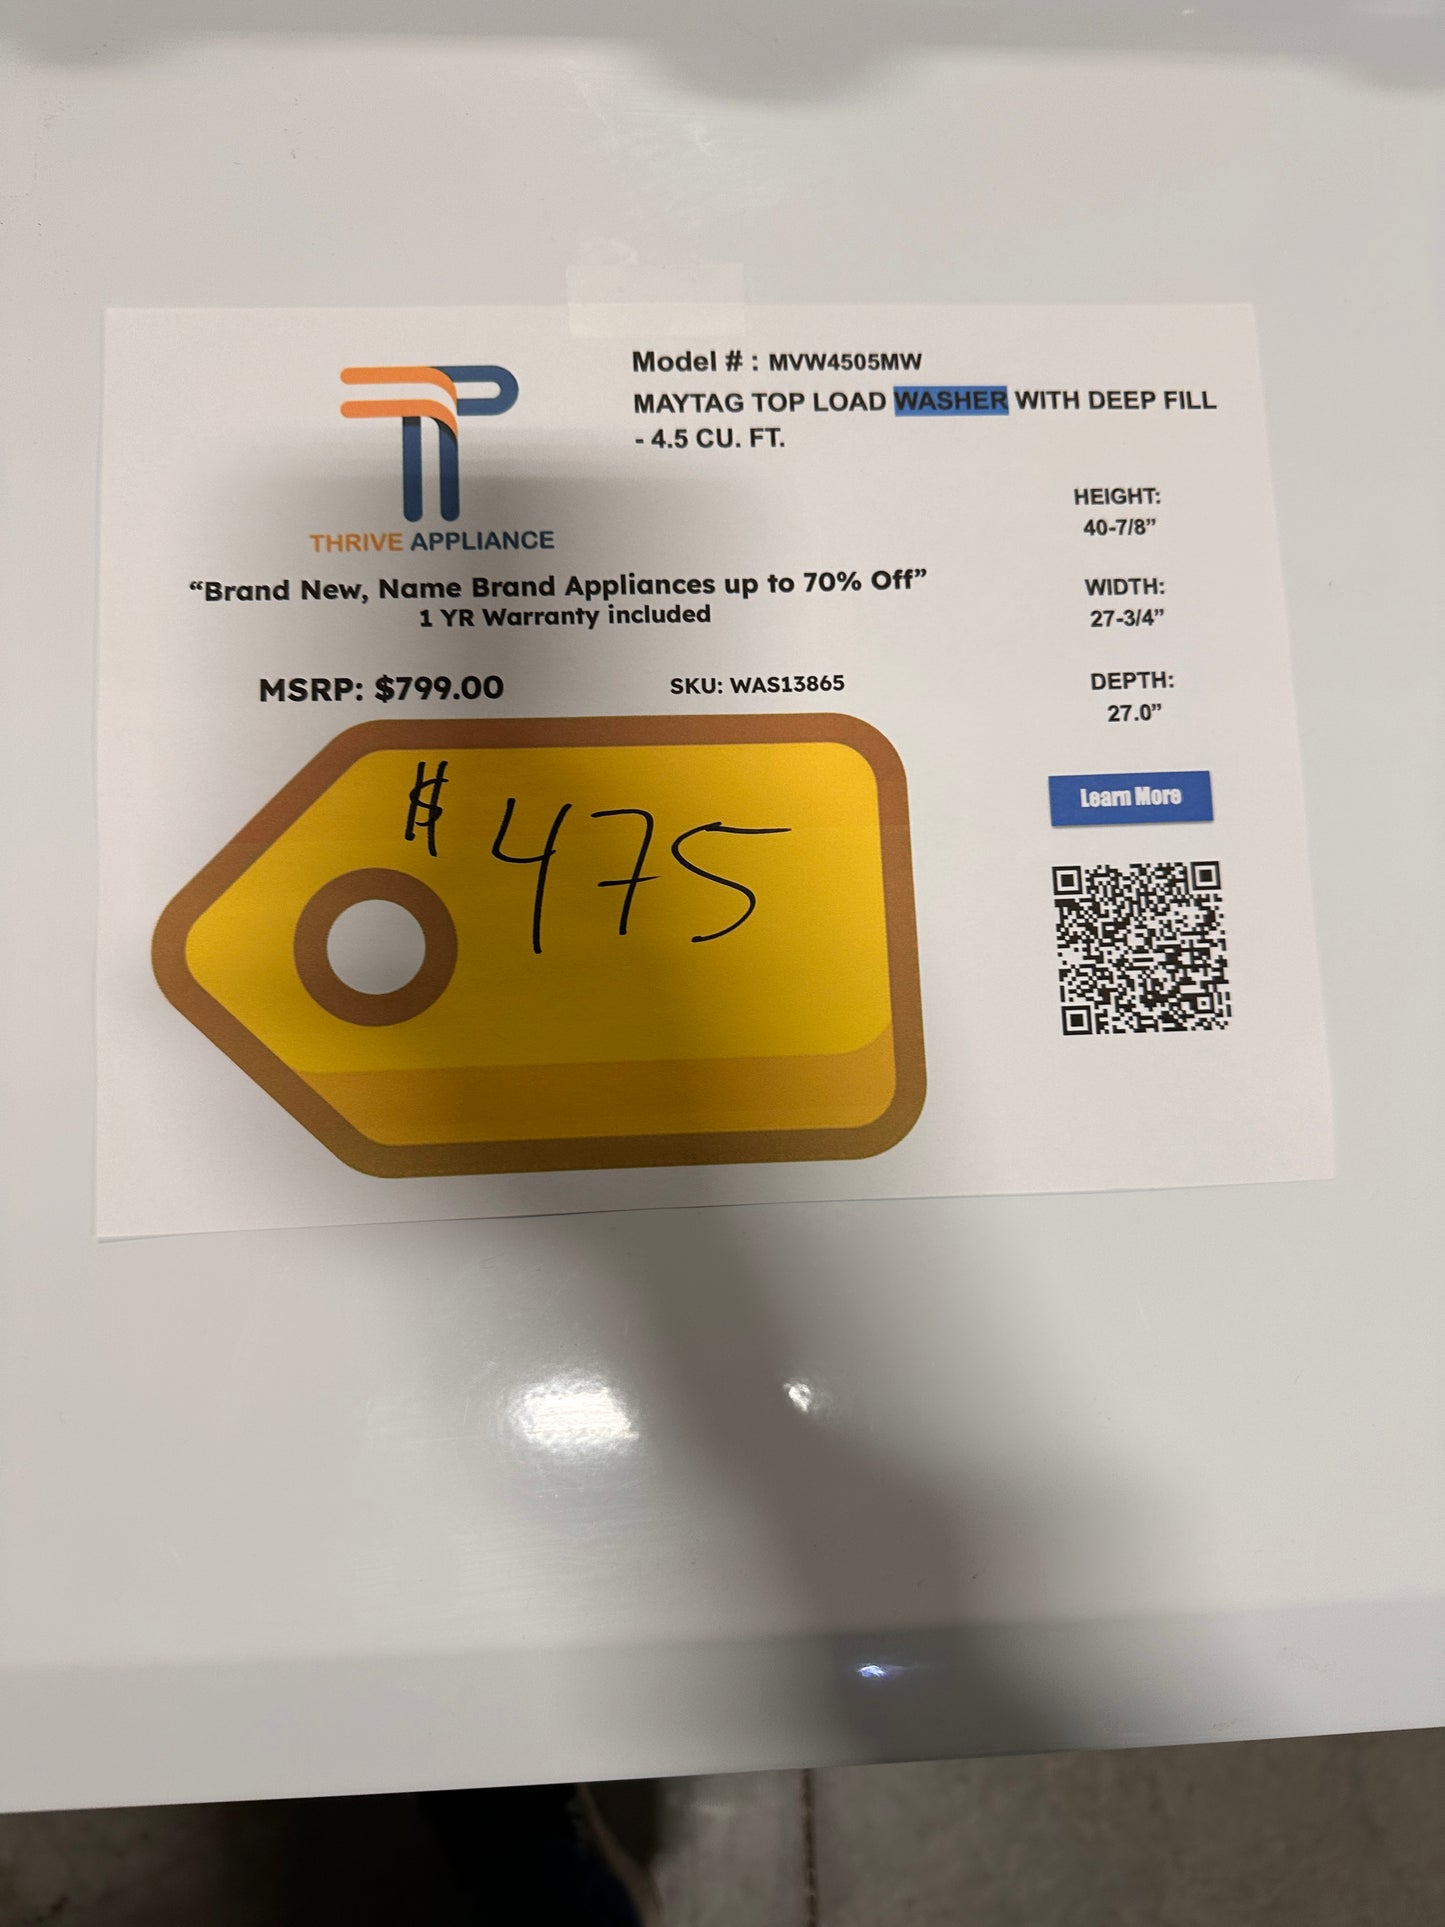 Model # : MVW4505MW
MAYTAG TOP LOAD WASHER WITH DEEP FILL
- 4.5 CU. FT.
THRIVE APPLIANCE
“Brand New, Name Brand Appliances up to 70% Off”
1 YR Warranty included
MSRP: $799.00
SKU: WAS13865
$475
HEIGHT:
40-7/8”
WIDTH:
27-3/4”
DEPTH:
27.0”
Learn More